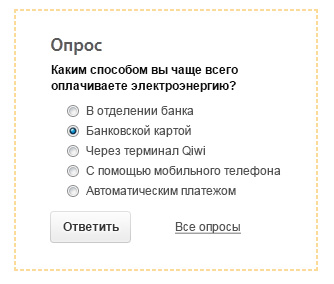 Опрос
Каким способом вы чаще всего
оплачиваете электроэнергию?
В отделении банка
Банковской картой
Через терминал Qiwi
С помощью мобильного телефона
Автоматическим платежом
Ответить
Все опросы